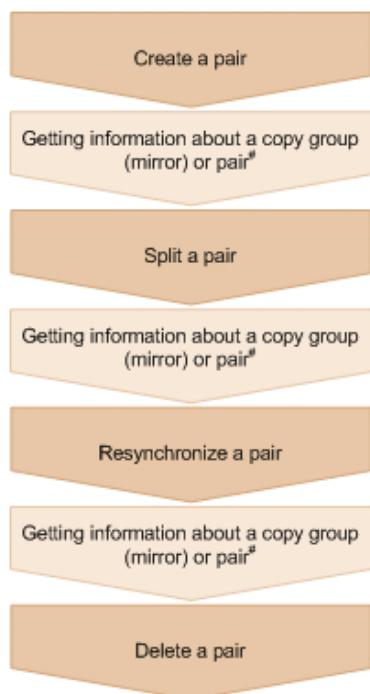 Create a pair
Getting information about a copy group
(mirror) or pair#
Split a pair
Getting information about a copy group
(mirror) or pair#
Resynchronize a pair
Getting information about a copy group
(mirror) or pair#
Delete a pair